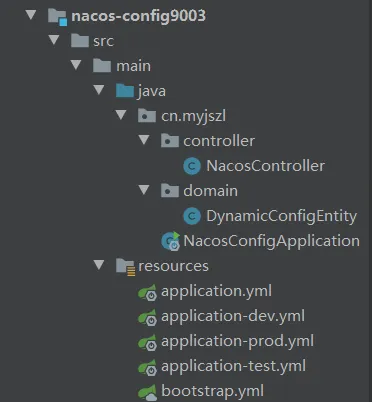 nacos-config9003
src
main
java
cn.myjszl
controller
NacosController
domain
DynamicConfigEntity
NacosConfigApplication
resources
application.yml
application-dev.yml
application-prod.yml
application-test.yml
bootstrap.yml